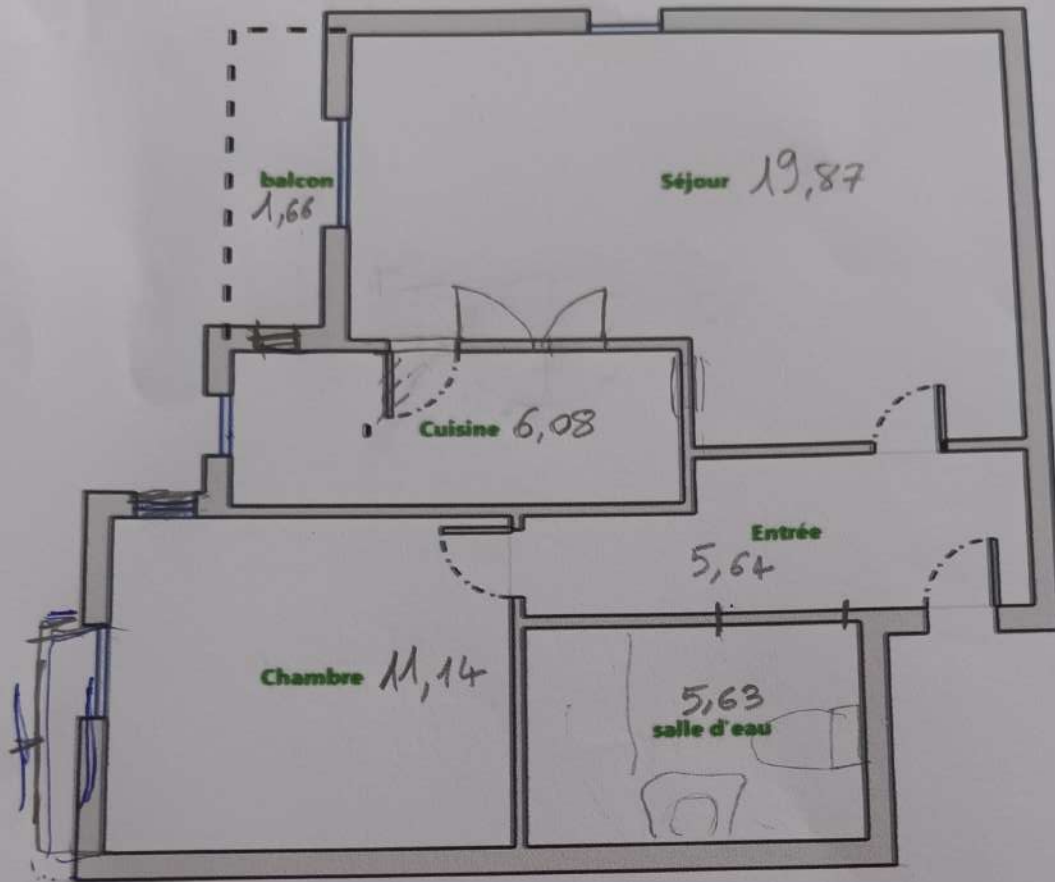 balcon
1,66
Séjour 19,87
Cuisine 6,08
Entrée
5,64
Chambre 11,14
5,63
salle d'eau